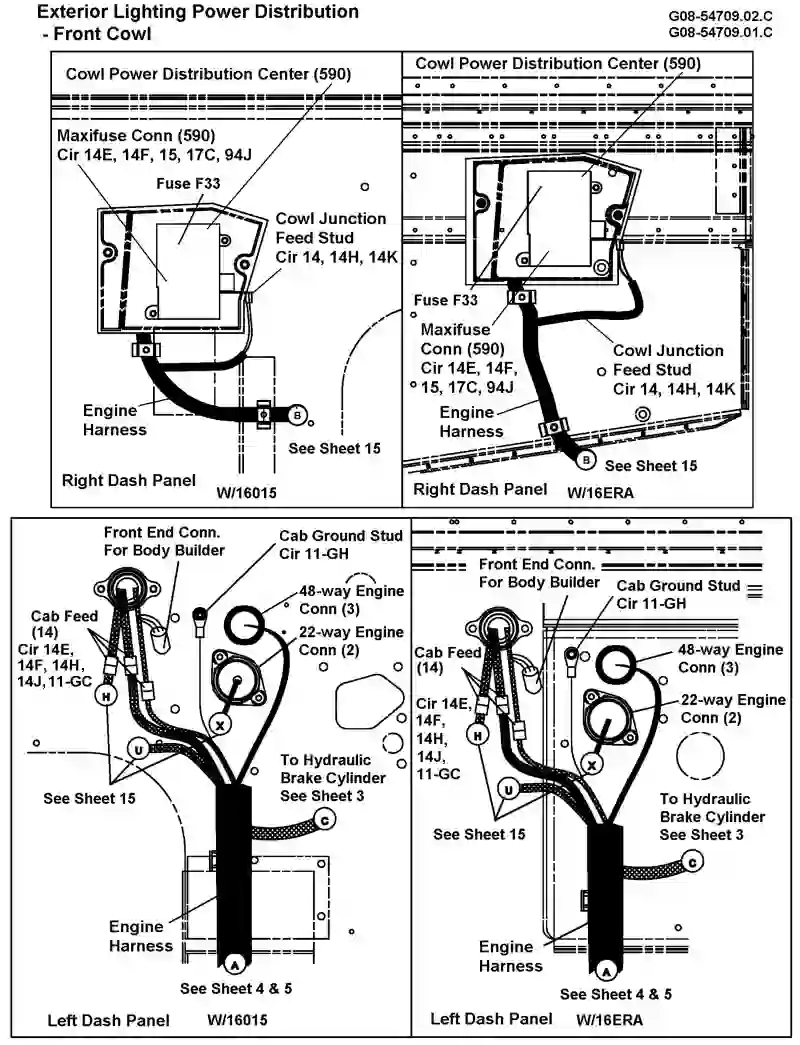 Exterior Lighting Power Distribution
- Front Cowl
G08-54709.02.C
G08-54709.01.C
Cowl Power Distribution Center (590)
Maxifuse Conn (590)
Cir 14E, 14F, 15, 17C, 94J
Fuse F33
Cowl Junction
Feed Stud
Cir 14, 14H, 14K
Engine
Harness
B
See Sheet 15
Right Dash Panel
W/16015
Cowl Power Distribution Center (590)
Fuse F33
Maxifuse
Conn (590)
Cir 14E, 14F,
15, 17C, 94J
Cowl Junction
Feed Stud
Cir 14, 14H, 14K
Engine
Harness
B
See Sheet 15
Right Dash Panel
W/16ERA
Front End Conn.
For Body Builder
Cab Ground Stud
Cir 11-GH
48-way Engine
Conn (3)
Cab Feed
(14)
Cir 14E,
14F, 14H,
14J, 11-GC
22-way Engine
Conn (2)
H
X
U
To Hydraulic
Brake Cylinder
See Sheet 3
See Sheet 15
C
Engine
Harness
A
See Sheet 4 & 5
Left Dash Panel
W/16015
Front End Conn.
For Body Builder
Cab Ground Stud
Cir 11-GH
Cab Feed
(14)
48-way Engine
Conn (3)
Cir 14E,
14F,
14H,
14J,
11-GC
22-way Engine
Conn (2)
H
X
U
To Hydraulic
Brake Cylinder
See Sheet 3
See Sheet 15
C
Engine
Harness
A
See Sheet 4 & 5
Left Dash Panel
W/16ERA